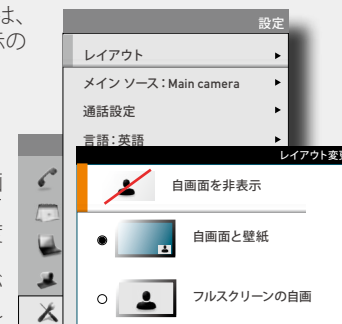 は、
示の
設定
レイアウト
メイン ソース：Main camera
通話設定
言語：英語
レイアウト変更
自画面を非表示
自画面と壁紙
フルスクリーンの自画